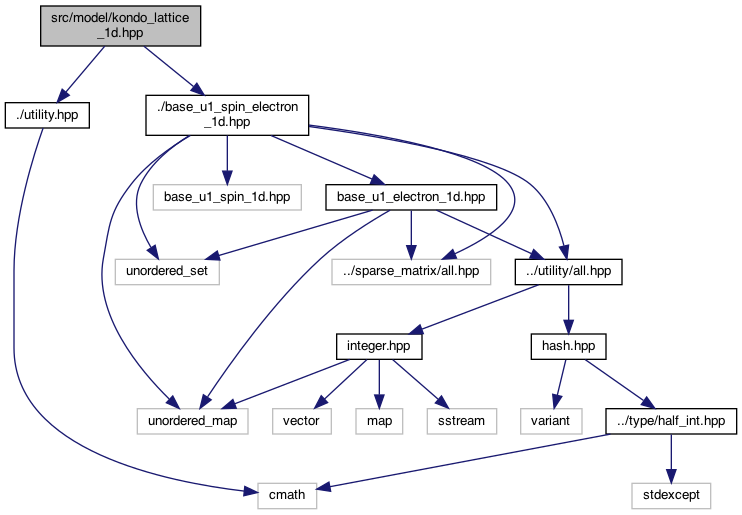 src/model/kondo_lattice
_1d.hpp
./utility.hpp
./base_u1_spin_electron
_1d.hpp
base_u1_spin_1d.hpp
base_u1_electron_1d.hpp
unordered_set
../sparse_matrix/all.hpp
../utility/all.hpp
integer.hpp
hash.hpp
unordered_map
vector
map
sstream
variant
../type/half_int.hpp
cmath
stdexcept